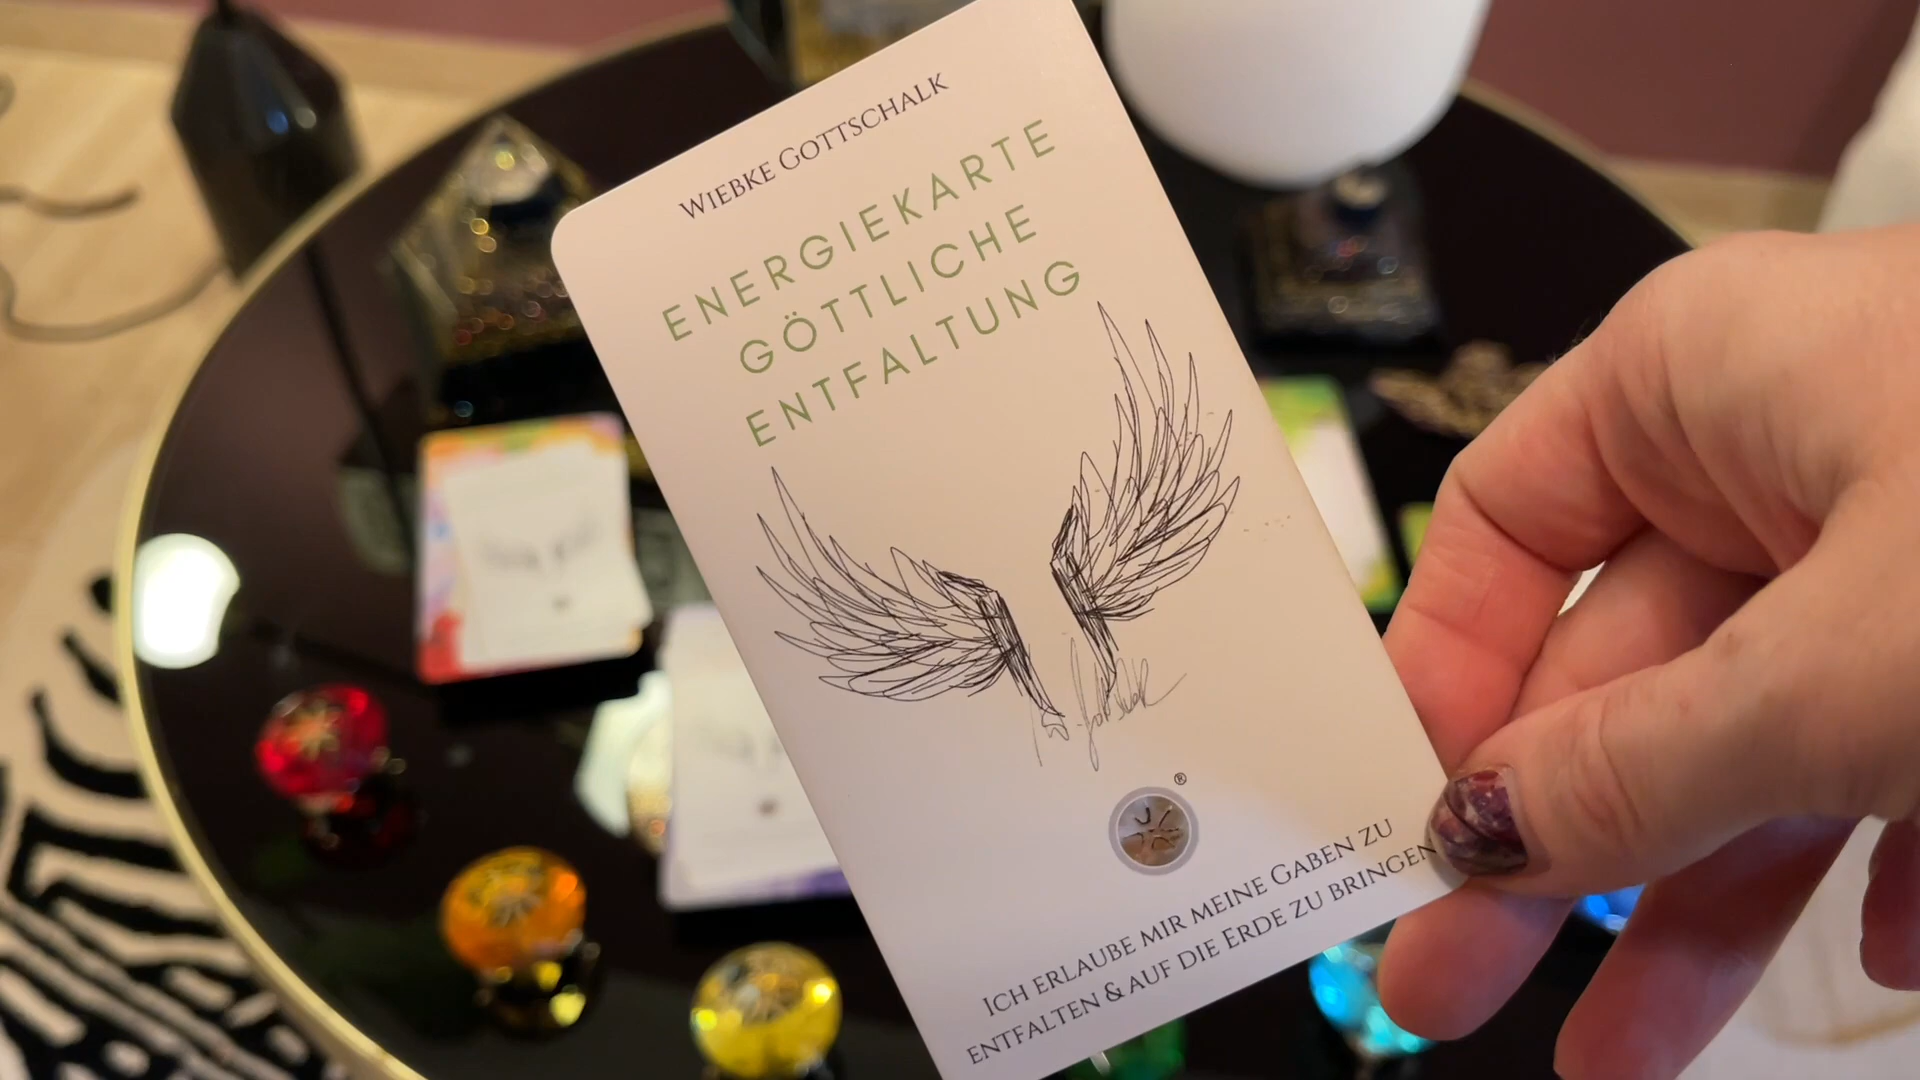 WIEBKE GOTTSCHALK
ENERGIEKARTE
GÖTTLICHE
ENTFALTUNG
®
ICH ERLAUBE MIR MEINE GABEN ZU
ENTFALTEN & AUF DIE ERDE ZU BRINGEN